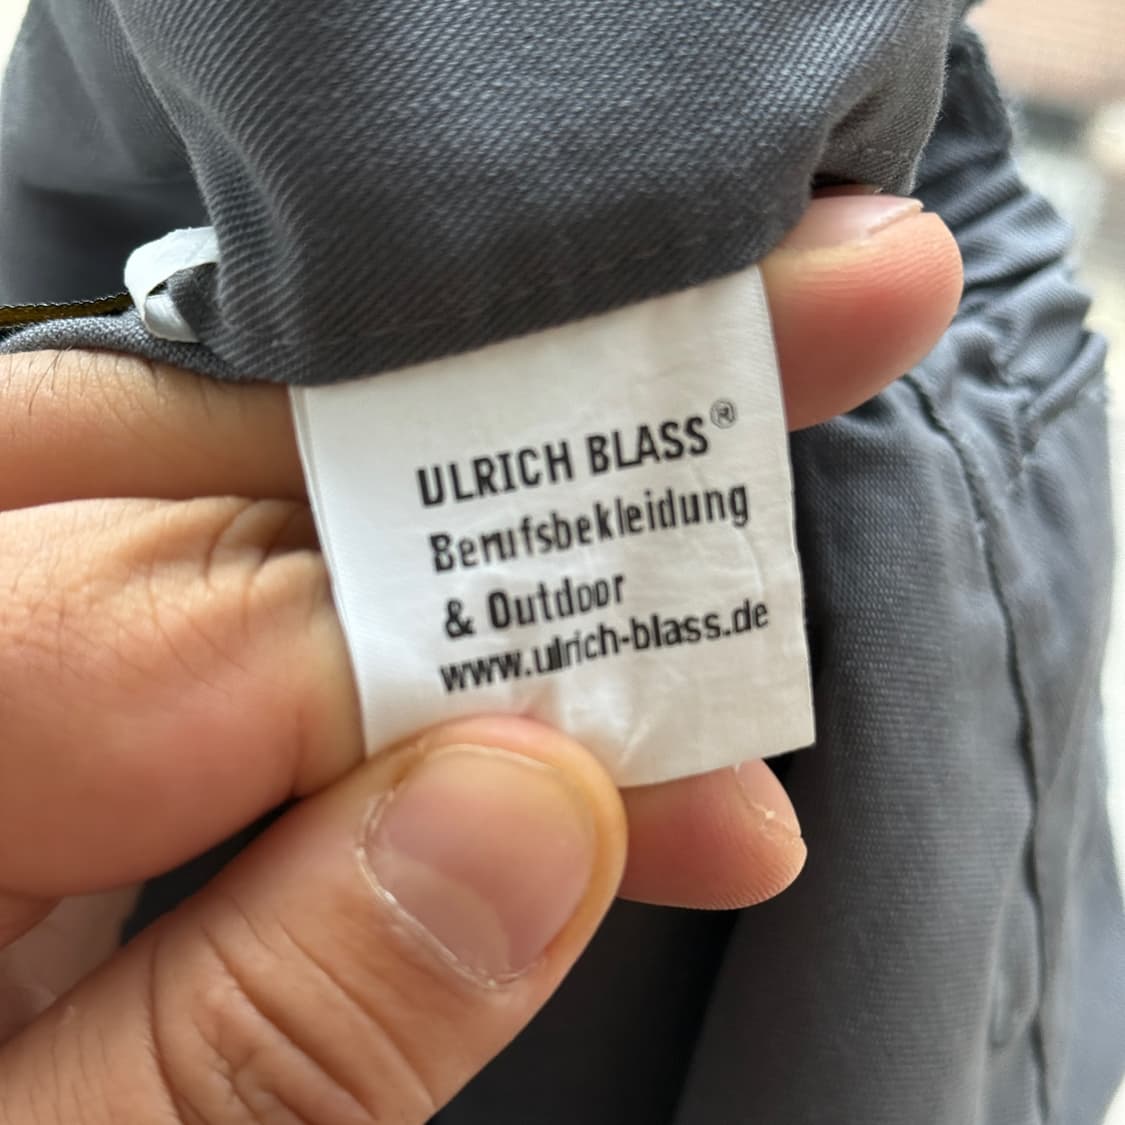 ULRICH BLASS®
Berufsbekleidung
& Outdoor
www.ulrich-blass.de